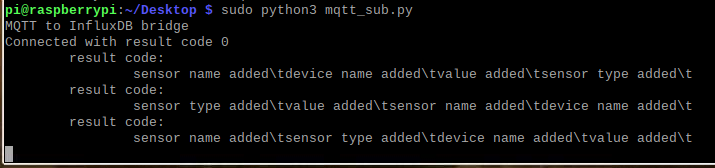 pi@raspberrypi:~/Desktop $ sudo python3 mqtt_sub.py
MQTT to InfluxDB bridge
Connected with result code 0
result code:
sensor name added\tdevice name added\tvalue added\tsensor type added\t
result code:
sensor type added\tvalue added\tsensor name added\tdevice name added\t
result code:
sensor name added\tsensor type added\tdevice name added\tvalue added\t